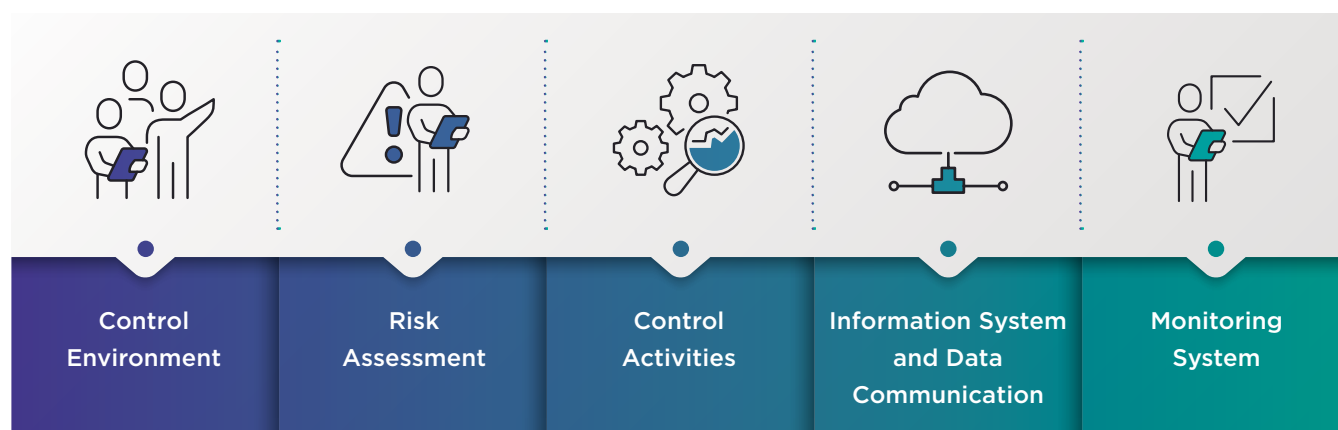 Control
Environment
Risk
Assessment
Control
Activities
Information System
and Data
Communication
Monitoring
System